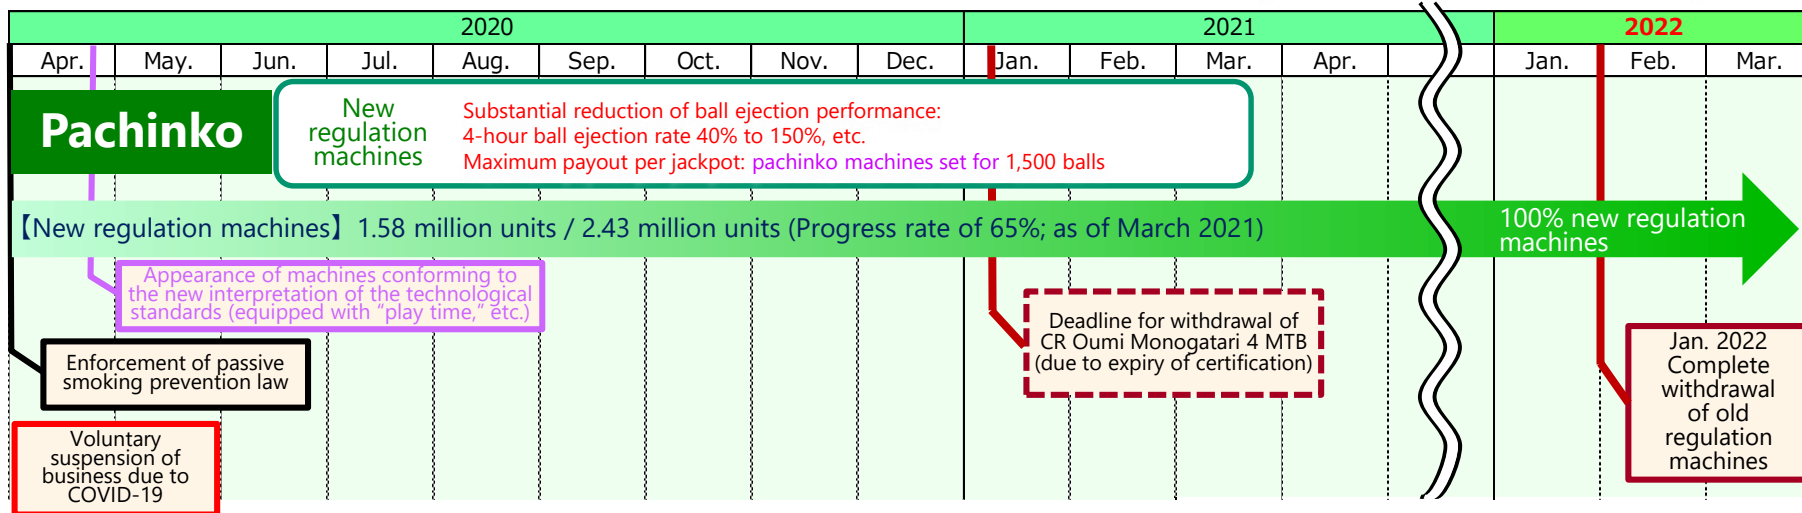 2020
2021
2022
Apr.
May.
Jun.
Jul.
Aug.
Sep.
Oct.
Nov.
Dec.
Jan.
Feb.
Mar.
Apr.
Jan.
Feb.
Mar.
Pachinko
New
regulation
machines
Substantial reduction of ball ejection performance:
4-hour ball ejection rate 40% to 150%, etc.
Maximum payout per jackpot: pachinko machines set for 1,500 balls
【New regulation machines】 1.58 million units / 2.43 million units (Progress rate of 65%; as of March 2021)
100% new regulation
machines
Appearance of machines conforming to
the new interpretation of the technological
standards (equipped with "play time," etc.)
Enforcement of passive
smoking prevention law
Voluntary
suspension of
business due to
COVID-19
Deadline for withdrawal of
CR Oumi Monogatari 4 MTB
(due to expiry of certification)
Jan. 2022
Complete
withdrawal
of old
regulation
machines